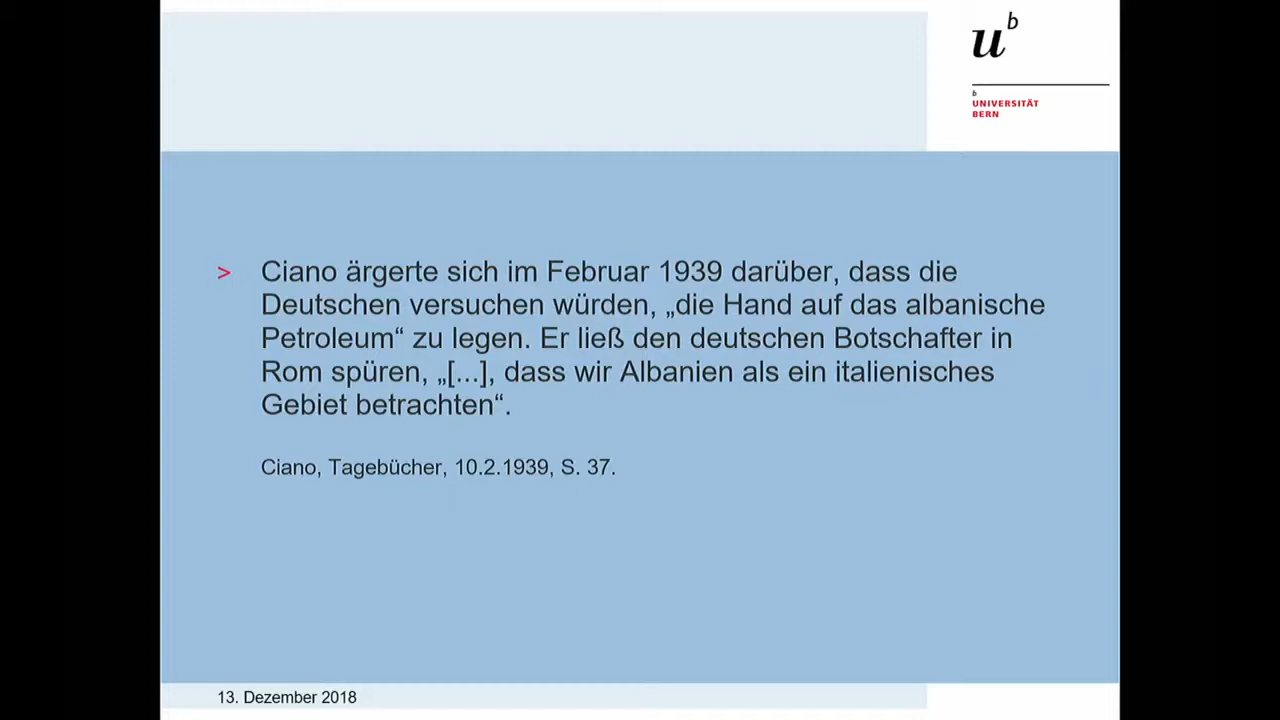 u b
b
UNIVERSITÄT
BERN
> Ciano ärgerte sich im Februar 1939 darüber, dass die
Deutschen versuchen würden, „die Hand auf das albanische
Petroleum“ zu legen. Er ließ den deutschen Botschafter in
Rom spüren, „[...], dass wir Albanien als ein italienisches
Gebiet betrachten“.
Ciano, Tagebücher, 10.2.1939, S. 37.
13. Dezember 2018